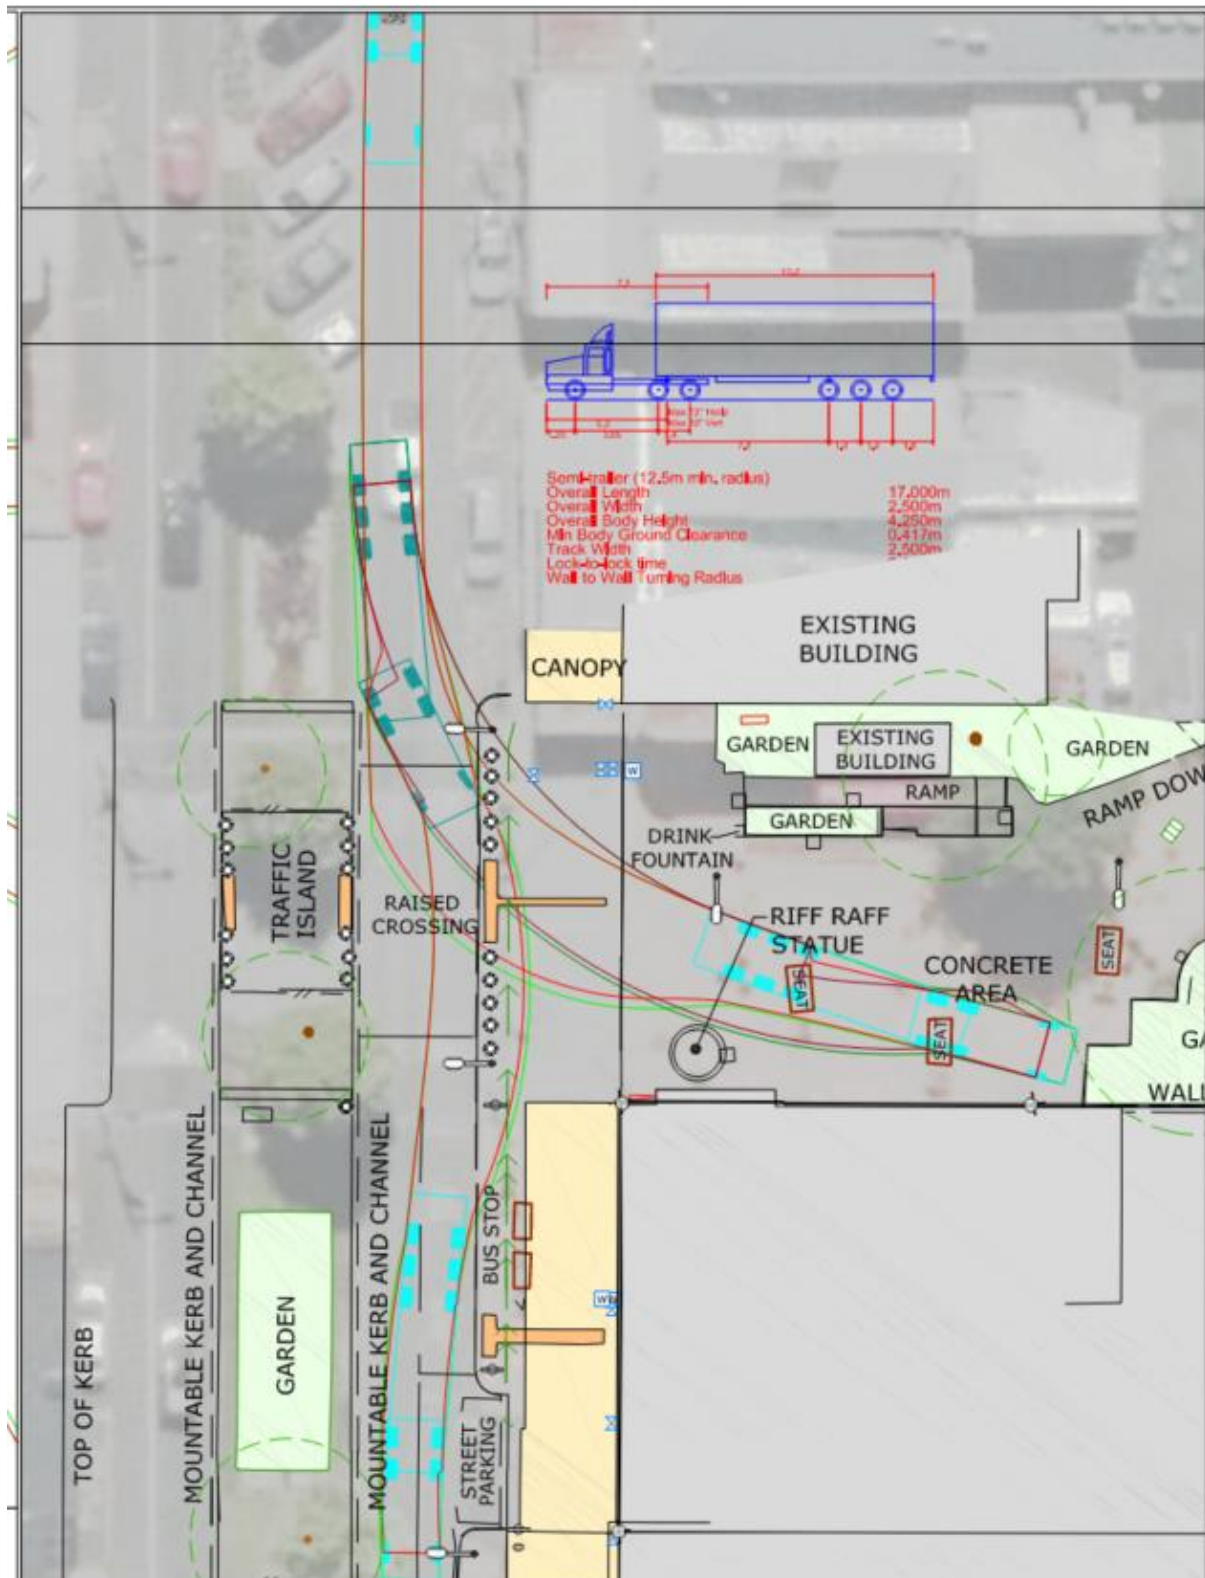 Semi-trailer (12.5m min. radius)
Overall Length 17.000m
Overall Width 2.500m
Overall Body Height 4.250m
Min Body Ground Clearance 0.417m
Track Width 2.500m
Lock-to-lock time
Wall to Wall Turning Radius
EXISTING
BUILDING
CANOPY
GARDEN
EXISTING
BUILDING
GARDEN
RAMP
RAMP DOW
GARDEN
DRINK
FOUNTAIN
TRAFFIC
ISLAND
RAISED
CROSSING
RIFF RAFF
STATUE
SEAT
CONCRETE
AREA
SEAT
SEAT
GA
WALL
W
MOUNTABLE KERB AND CHANNEL
MOUNTABLE KERB AND CHANNEL
BUS STOP
GARDEN
TOP OF KERB
STREET
PARKING